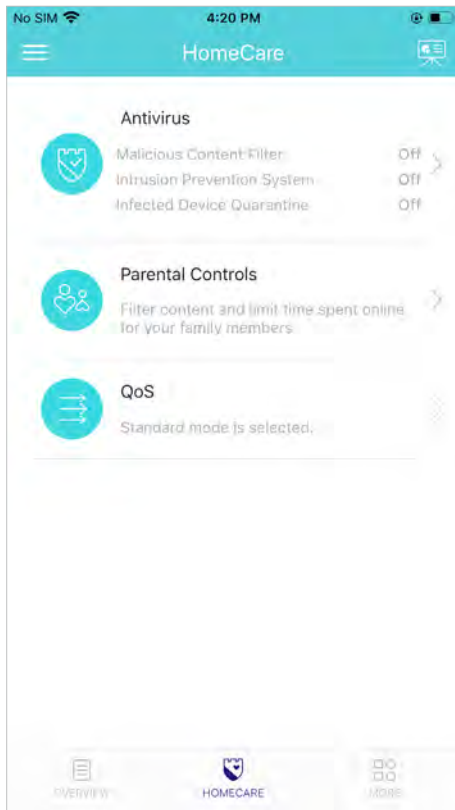 No SIM 4:20 PM
HomeCare
Antivirus
Malicious Content Filter Off
Intrusion Prevention System Off
Infected Device Quarantine Off
Parental Controls
Filter content and limit time spent online
for your family members
QoS
Standard mode is selected.
OVERVIEW HOMECARE MORE